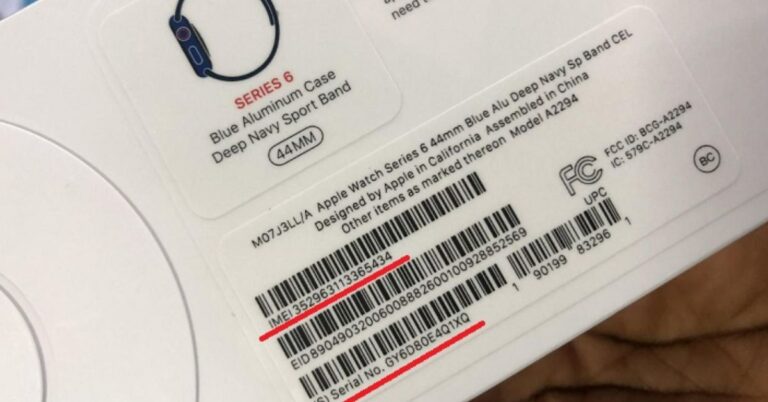 need t
SERIES 6
Blue Aluminum Case
Deep Navy Sport Band
44MM
M07J3LL/A Apple Watch Series 6 44mm Blue Alu Deep Navy Sp Band CEL
Designed by Apple in California Assembled in China
Other items as marked thereon Model A2294
FCC ID: BCG-A2294
IC: 579C-A2294
FC
BC
IMEI 352963113365434
EID 89049032006008882600100928852569
S) Serial No. GY6D80E4Q1XQ
UPC
1 90199 83296 1